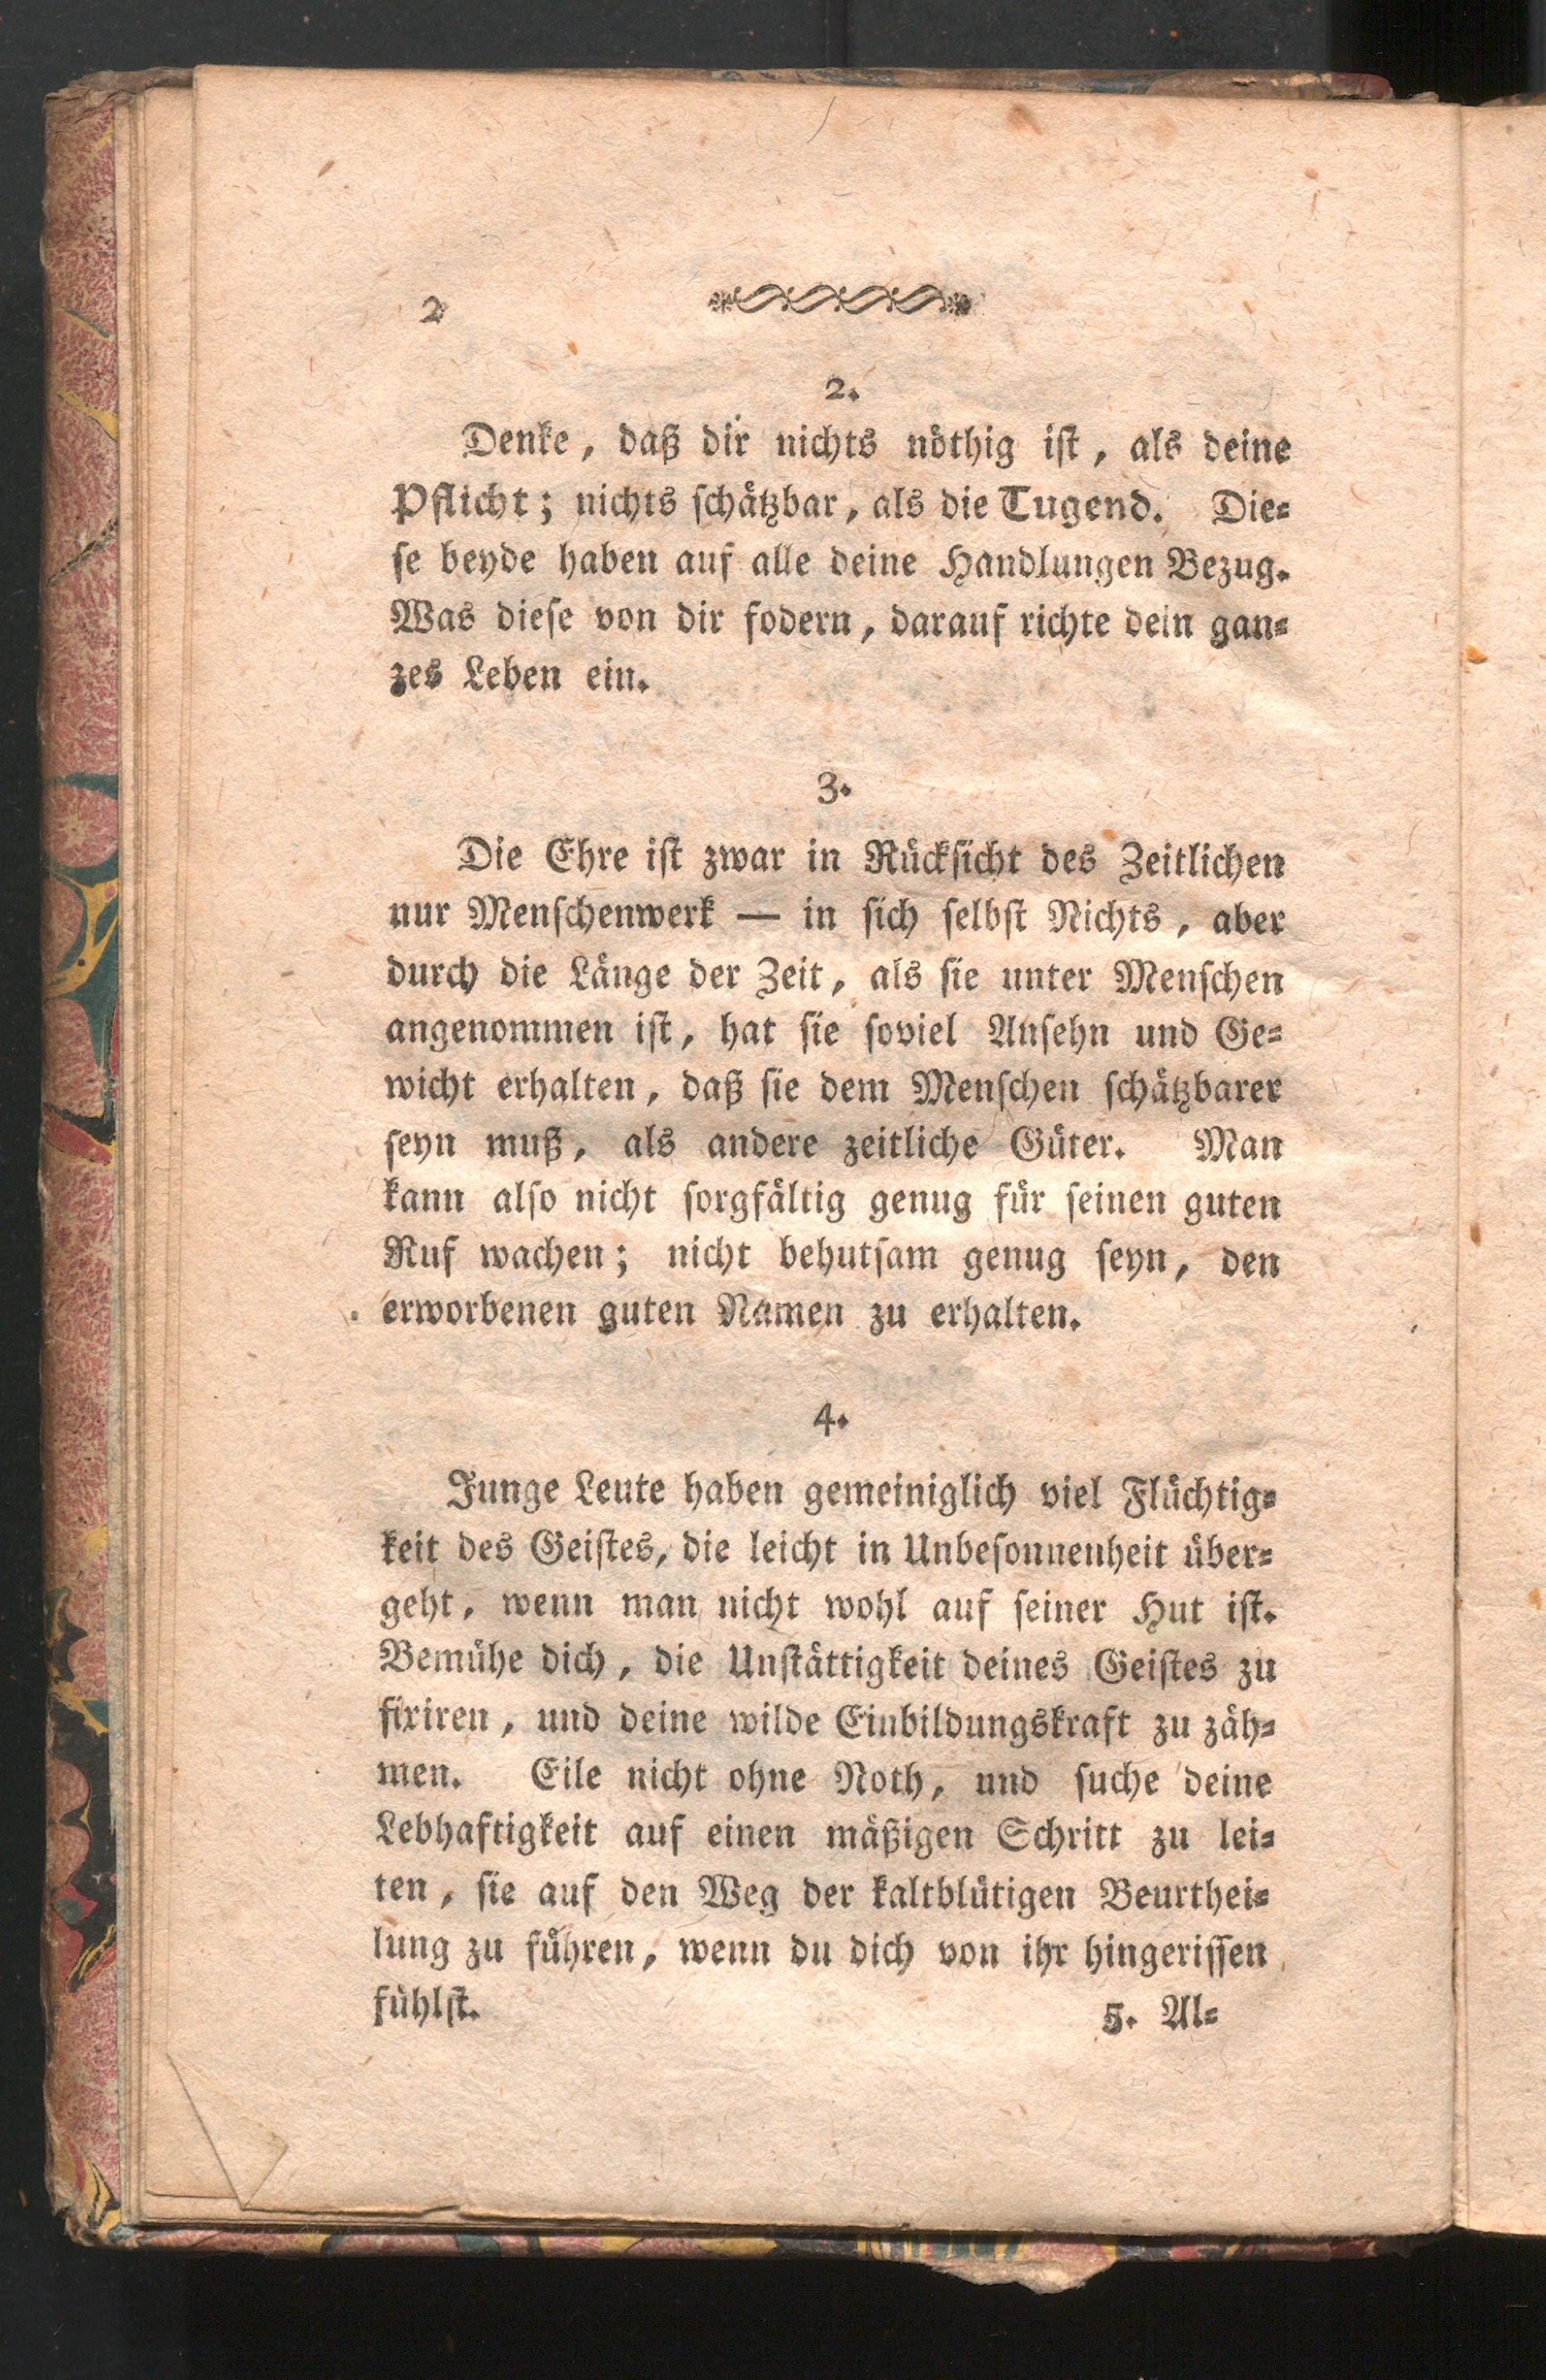 2
2.
Denke, daß dir nichts nöthig ist, als deine
Pflicht; nichts schätzbar, als die Tugend. Die-
se beyde haben auf alle deine Handlungen Bezug.
Was diese von dir fodern, darauf richte dein gan-
zes Leben ein.
3.
Die Ehre ist zwar in Rücksicht des Zeitlichen
nur Menschenwerk — in sich selbst Nichts, aber
durch die Länge der Zeit, als sie unter Menschen
angenommen ist, hat sie soviel Ansehn und Ge-
wicht erhalten, daß sie dem Menschen schätzbarer
seyn muß, als andere zeitliche Güter. Man
kann also nicht sorgfältig genug für seinen guten
Ruf wachen; nicht behutsam genug seyn, den
erworbenen guten Namen zu erhalten.
4.
Junge Leute haben gemeiniglich viel Flüchtig-
keit des Geistes, die leicht in Unbesonnenheit über-
geht, wenn man nicht wohl auf seiner Hut ist.
Bemühe dich, die Unstättigkeit deines Geistes zu
fixiren, und deine wilde Einbildungskraft zu zäh-
men. Eile nicht ohne Noth, und suche deine
Lebhaftigkeit auf einen mäßigen Schritt zu lei-
ten, sie auf den Weg der kaltblütigen Beurthei-
lung zu führen, wenn du dich von ihr hingerissen
fühlst.
5. Al-